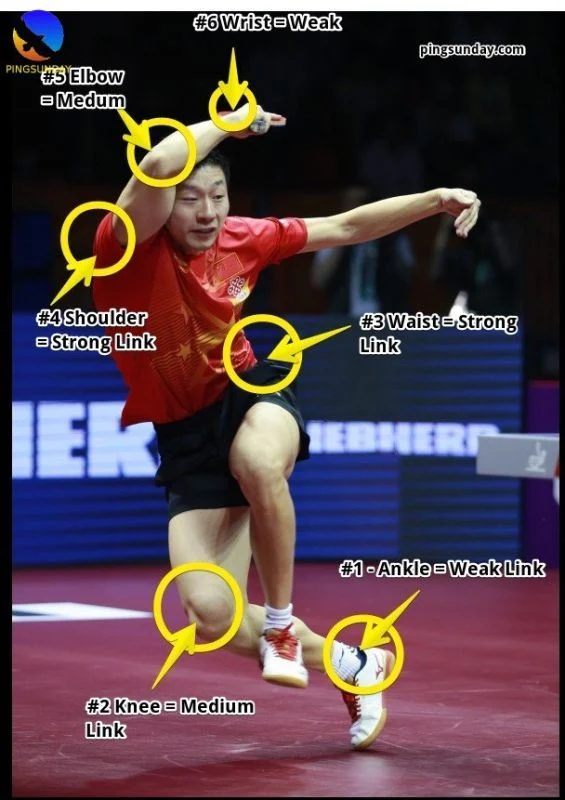 #6 Wrist = Weak
pingsunday.com
PINGSUNDAY
#5 Elbow
= Medum
#4 Shoulder
= Strong Link
#3 Waist = Strong
Link
IEBHERR
#1 - Ankle = Weak Link
#2 Knee = Medium
Link